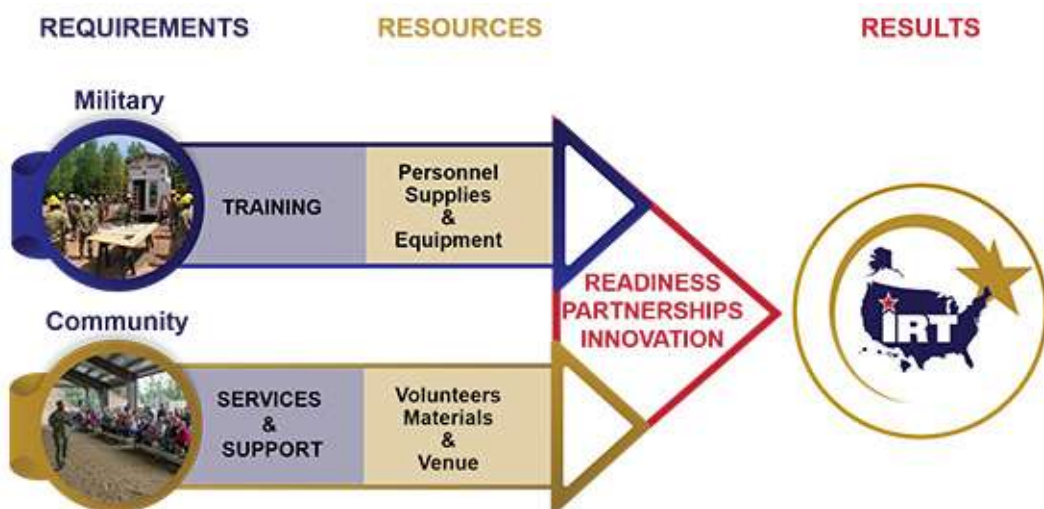 REQUIREMENTS
RESOURCES
RESULTS
Military
TRAINING
Personnel
Supplies
&
Equipment
READINESS
PARTNERSHIPS
INNOVATION
IRT
Community
SERVICES
&
SUPPORT
Volunteers
Materials
&
Venue